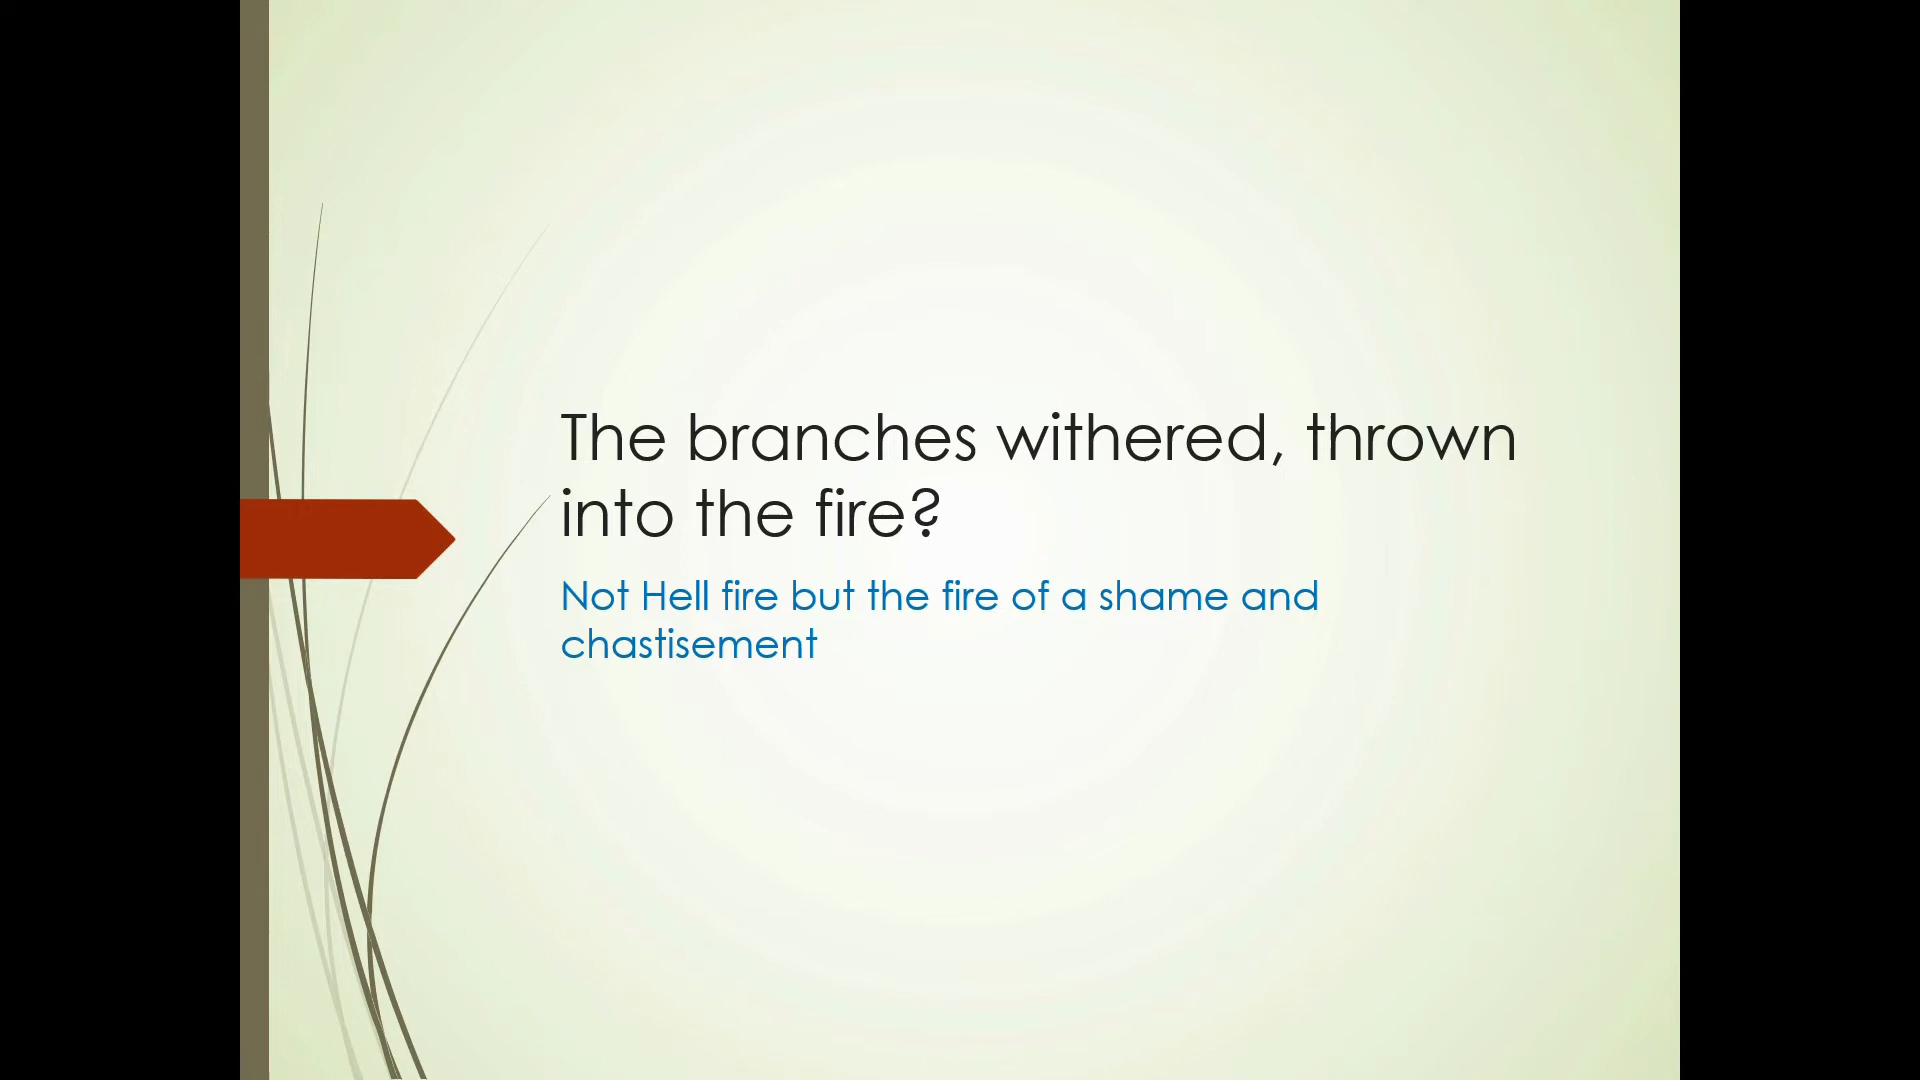 The branches withered, thrown
into the fire?
Not Hell fire but the fire of a shame and
chastisement